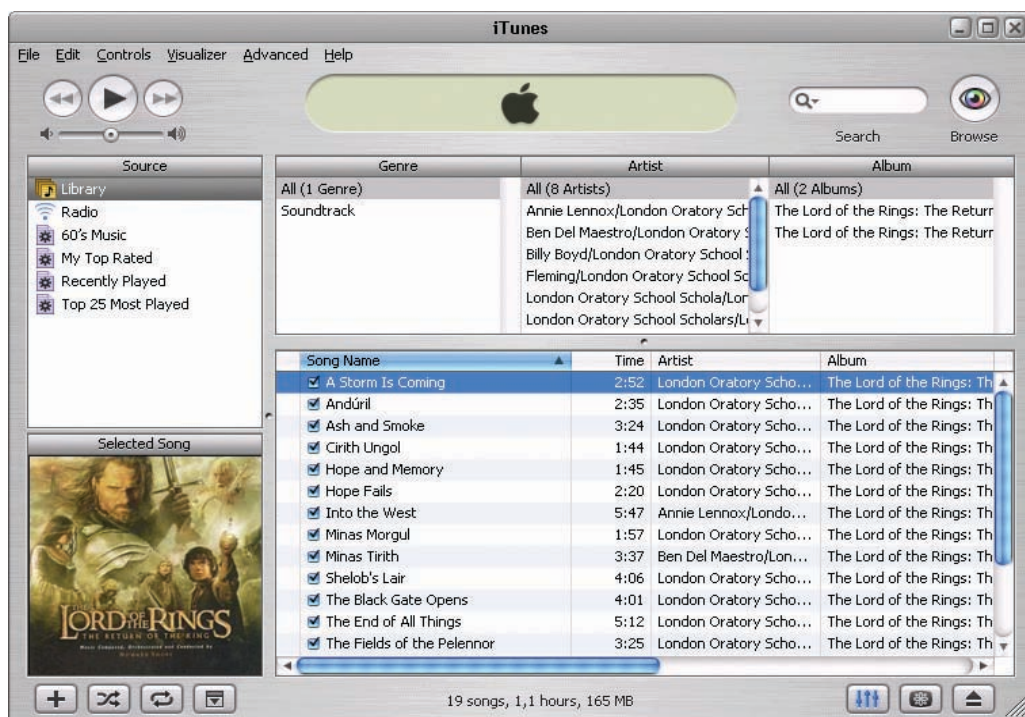 iTunes
File Edit Controls Visualizer Advanced Help
Search
Browse
Source
Library
Radio
60's Music
My Top Rated
Recently Played
Top 25 Most Played
Genre
All (1 Genre)
Soundtrack
Artist
All (8 Artists)
Annie Lennox/London Oratory Sch
Ben Del Maestro/London Oratory S
Billy Boyd/London Oratory School
Fleming/London Oratory School Sc
London Oratory School Schola/Lor
London Oratory School Scholars/L
Album
All (2 Albums)
The Lord of the Rings: The Return
The Lord of the Rings: The Return
Song Name Time Artist Album
A Storm Is Coming 2:52 London Oratory Scho... The Lord of the Rings: Th
Andúril 2:35 London Oratory Scho... The Lord of the Rings: Th
Ash and Smoke 3:24 London Oratory Scho... The Lord of the Rings: Th
Cirith Ungol 1:44 London Oratory Scho... The Lord of the Rings: Th
Hope and Memory 1:45 London Oratory Scho... The Lord of the Rings: Th
Hope Fails 2:20 London Oratory Scho... The Lord of the Rings: Th
Into the West 5:47 Annie Lennox/Londo... The Lord of the Rings: Th
Minas Morgul 1:57 London Oratory Scho... The Lord of the Rings: Th
Minas Tirith 3:37 Ben Del Maestro/Lon... The Lord of the Rings: Th
Shelob's Lair 4:06 London Oratory Scho... The Lord of the Rings: Th
The Black Gate Opens 4:01 London Oratory Scho... The Lord of the Rings: Th
The End of All Things 5:12 London Oratory Scho... The Lord of the Rings: Th
The Fields of the Pelennor 3:25 London Oratory Scho... The Lord of the Rings: Th
Selected Song
THE LORD OF THE RINGS
THE RETURN OF THE KING
Music Composed, Orchestrated and Conducted by
HOWARD SHORE
19 songs, 1,1 hours, 165 MB